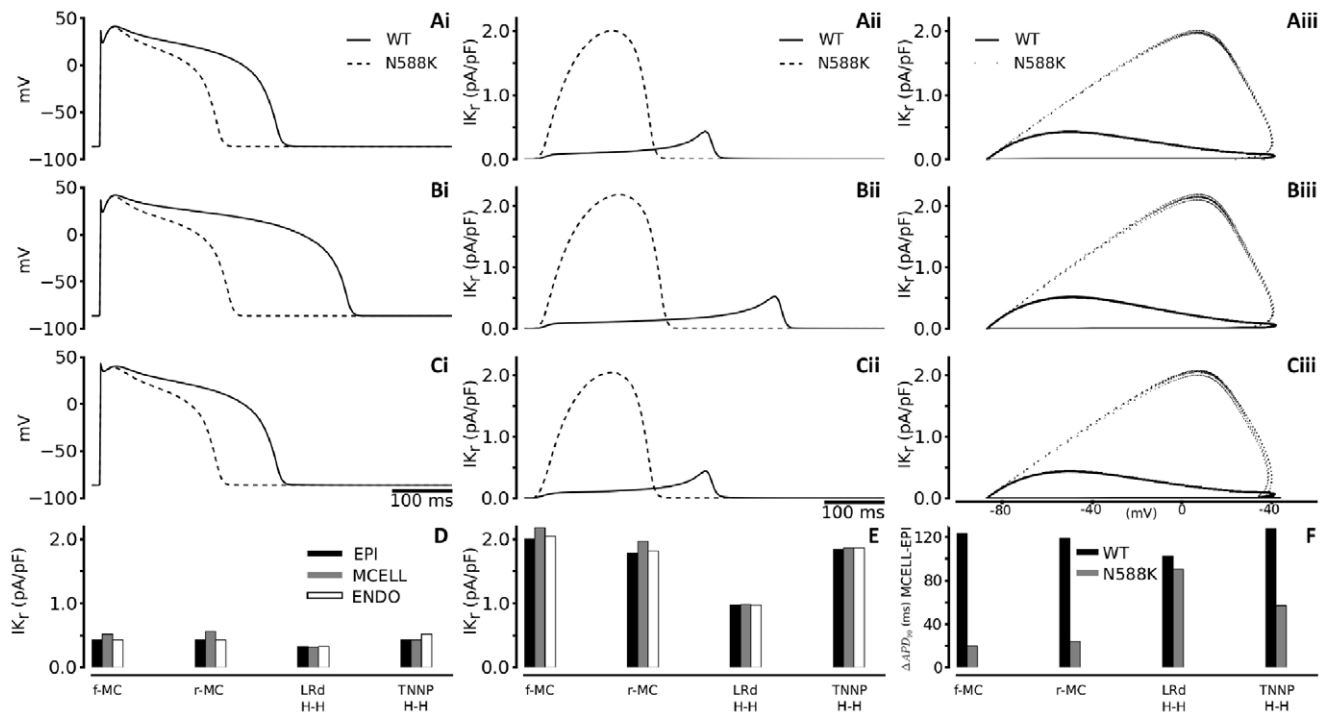 50
0
−50
−100
mV
Ai
WT
N588K
2.0
1.0
0.0
IKr (pA/pF)
Aii
WT
N588K
2.0
1.0
0.0
IKr (pA/pF)
Aiii
WT
N588K
50
0
−50
−100
mV
Bi
2.0
1.0
0.0
IKr (pA/pF)
Bii
2.0
1.0
0.0
IKr (pA/pF)
Biii
50
0
−50
−100
mV
Ci
100 ms
2.0
1.0
0.0
IKr (pA/pF)
Cii
100 ms
2.0
1.0
0.0
IKr (pA/pF)
Ciii
-80 -40 (mV) 0 -40
2.0
1.0
0.0
IKr (pA/pF)
D
EPI
MCELL
ENDO
f-MC r-MC LRd TNNP
H-H H-H
2.0
1.0
0.0
IKr (pA/pF)
E
f-MC r-MC LRd TNNP
H-H H-H
120
80
40
0
ΔAPD90 (ms) MCELL-EPI
F
WT
N588K
f-MC r-MC LRd TNNP
H-H H-H